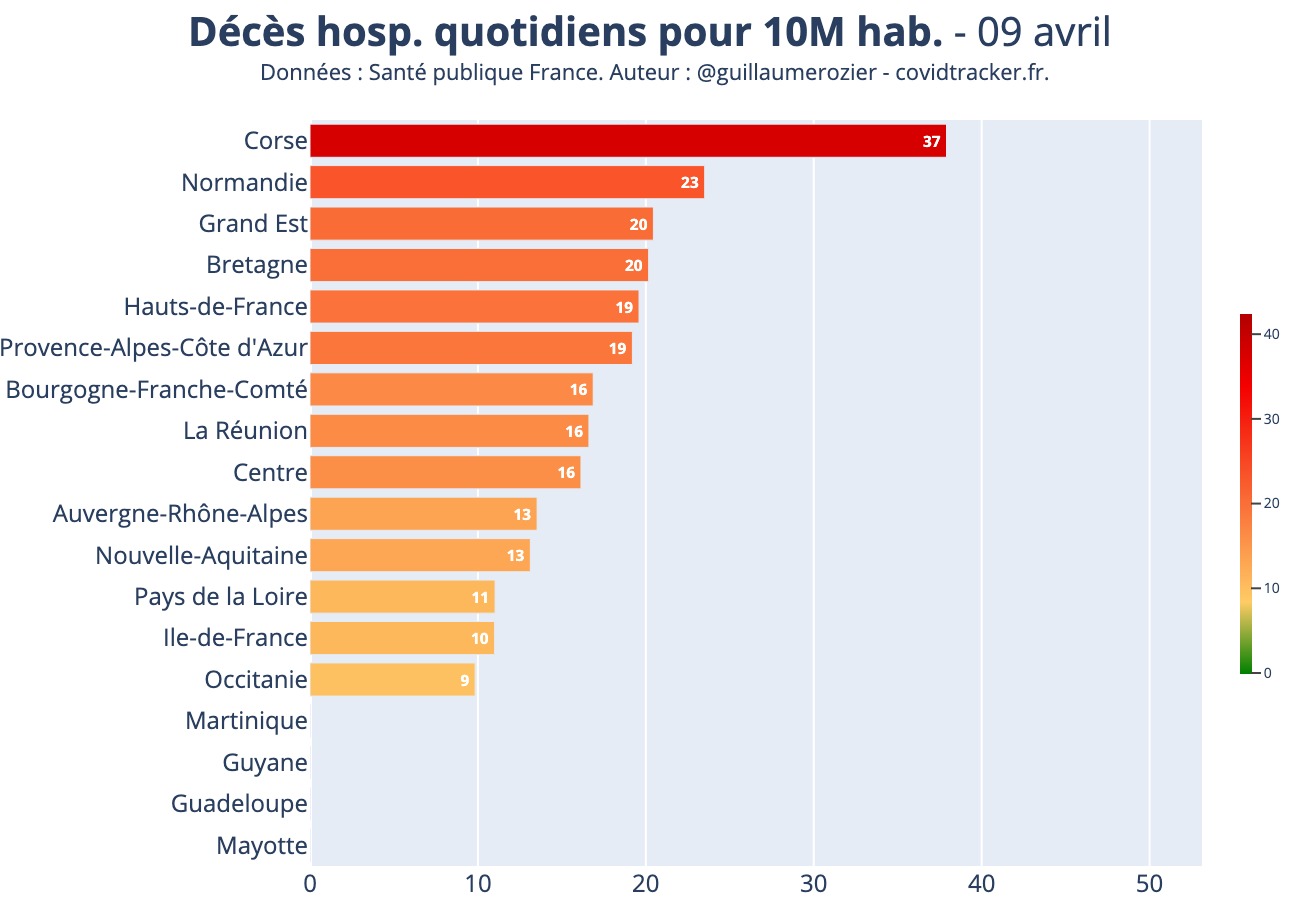 Décès hosp. quotidiens pour 10M hab. - 09 avril
Données : Santé publique France. Auteur : @guillaumerozier - covidtracker.fr.
Corse 37
Normandie 23
Grand Est 20
Bretagne 20
Hauts-de-France 19
Provence-Alpes-Côte d'Azur 19
Bourgogne-Franche-Comté 16
La Réunion 16
Centre 16
Auvergne-Rhône-Alpes 13
Nouvelle-Aquitaine 13
Pays de la Loire 11
Ile-de-France 10
Occitanie 9
Martinique
Guyane
Guadeloupe
Mayotte
0 10 20 30 40 50
40
30
20
10
0